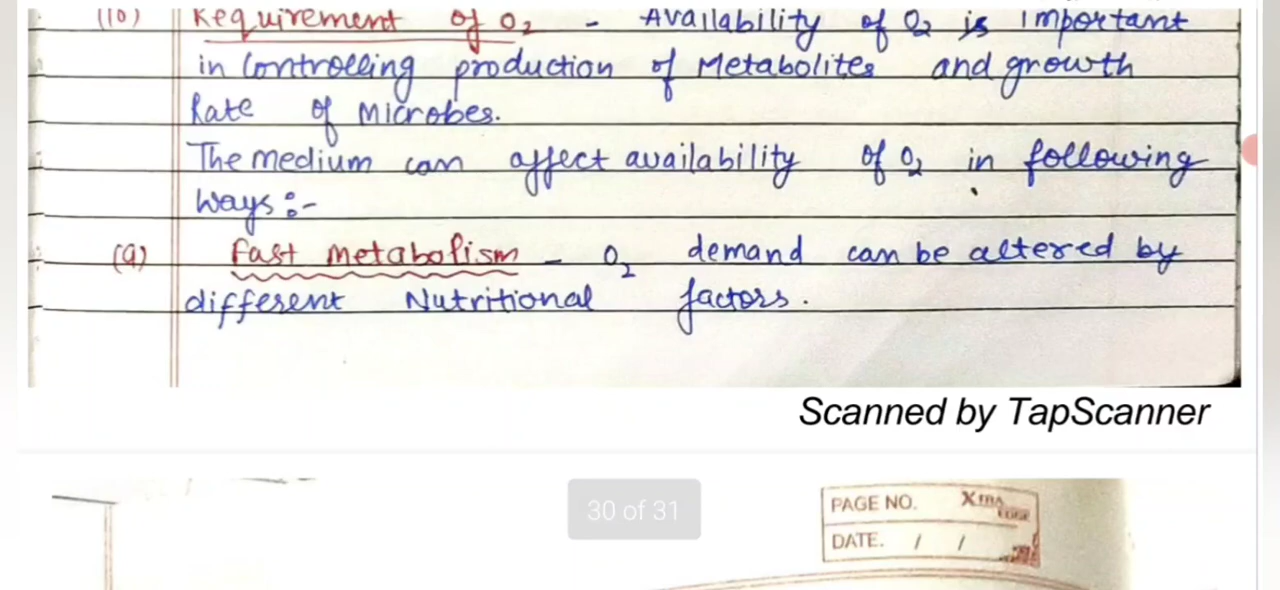 (10) Requirement of O₂ - Availability of O₂ is important
in controlling production of Metabolites and growth
Rate of Microbes.
The medium can affect availability of O₂ in following
ways :-
(a) Fast metabolism - O₂ demand can be altered by
different Nutritional factors.
Scanned by TapScanner
30 of 31
PAGE NO.
DATE. / /